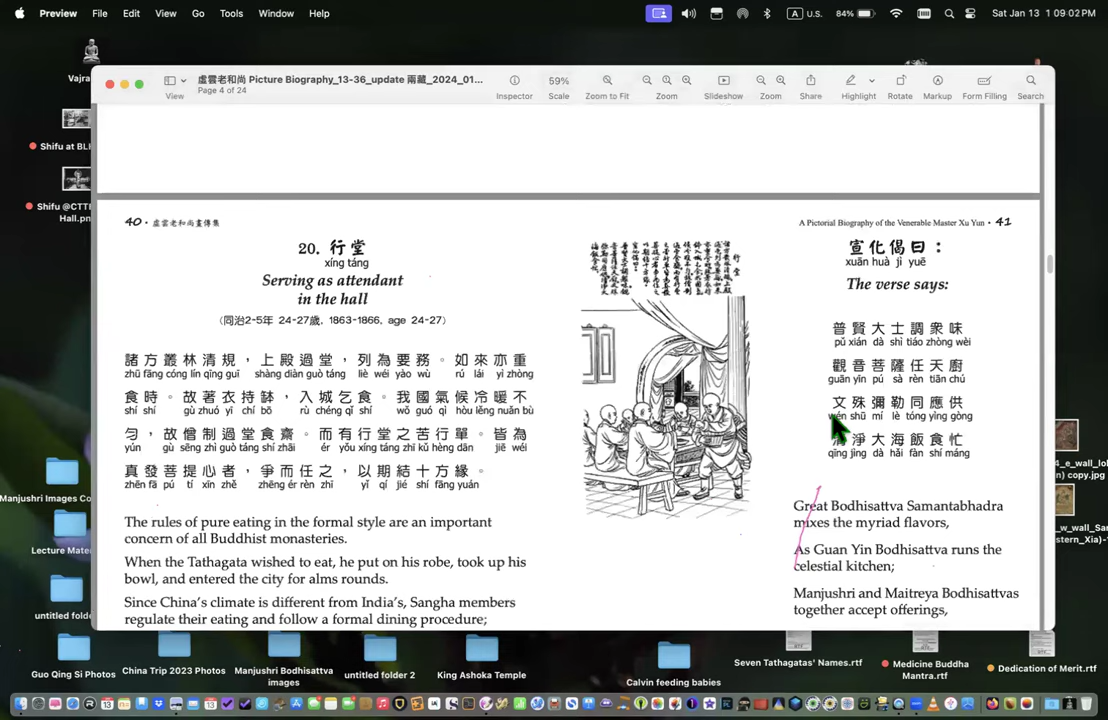 Preview File Edit View Go Tools Window Help
A U.S. 84% Sat Jan 13 1 09 02 PM
Vajra
Shifu at BLH
Shifu @CTTB
Hall.png
虛雲老和尚 Picture Biography_13-36_update 兩藏_2024_01...
Page 4 of 24
View
Inspector
59%
Scale
Zoom to Fit
Zoom
Slideshow
Zoom
Share
Highlight
Rotate
Markup
Form Filling
Search
40 • 虛雲老和尚畫傳集
20. 行堂
xíng táng
Serving as attendant
in the hall
(同治2-5年 24-27歲, 1863-1866, age 24-27)
諸方叢林清規,上殿過堂,列為要務。如來亦重
zhū fāng cóng lín qīng guī shàng diàn guò táng liè wéi yào wù rú lái yì zhòng
食時。故著衣持鉢,入城乞食。我國氣候冷暖不
shí shí gù zhuó yī chí bō rù chéng qǐ shí wǒ guó qì hòu lěng nuǎn bù
勻,故僧制過堂食齋。而有行堂之苦行單。皆為
yún gù sēng zhì guò táng shí zhāi ér yǒu xíng táng zhī kǔ hèng dān jiē wéi
真發菩提心者,爭而任之,以期結十方緣。
zhēn fā pú tí xīn zhě zhēng ér rèn zhī yǐ qí jié shí fāng yuán
The rules of pure eating in the formal style are an important
concern of all Buddhist monasteries.
When the Tathagata wished to eat, he put on his robe, took up his
bowl, and entered the city for alms rounds.
Since China's climate is different from India's, Sangha members
regulate their eating and follow a formal dining procedure;
行堂
A Pictorial Biography of the Venerable Master Xu Yun • 41
宣化偈曰:
xuān huà jì yuē
The verse says:
普賢大士調衆味
pǔ xián dà shì tiáo zhòng wèi
觀音菩薩任天廚
guān yīn pú sà rèn tiān chú
文殊彌勒同應供
wén shū mí lè tóng yìng gòng
清淨大海飯食忙
qīng jìng dà hǎi fàn shí máng
Great Bodhisattva Samantabhadra
mixes the myriad flavors,
As Guan Yin Bodhisattva runs the
celestial kitchen;
Manjushri and Maitreya Bodhisattvas
together accept offerings,
Manjushri Images Co
Lecture Mater
untitled folder
Guo Qing Si Photos
China Trip 2023 Photos
Manjushri Bodhisattva
images
untitled folder 2
King Ashoka Temple
Calvin feeding babies
Seven Tathagatas' Names.rtf
Medicine Buddha
Mantra.rtf
Dedication of Merit.rtf
4_e_wall_lo
n) copy.jpg
w_w_wall_Sa
stern_Xia)-1